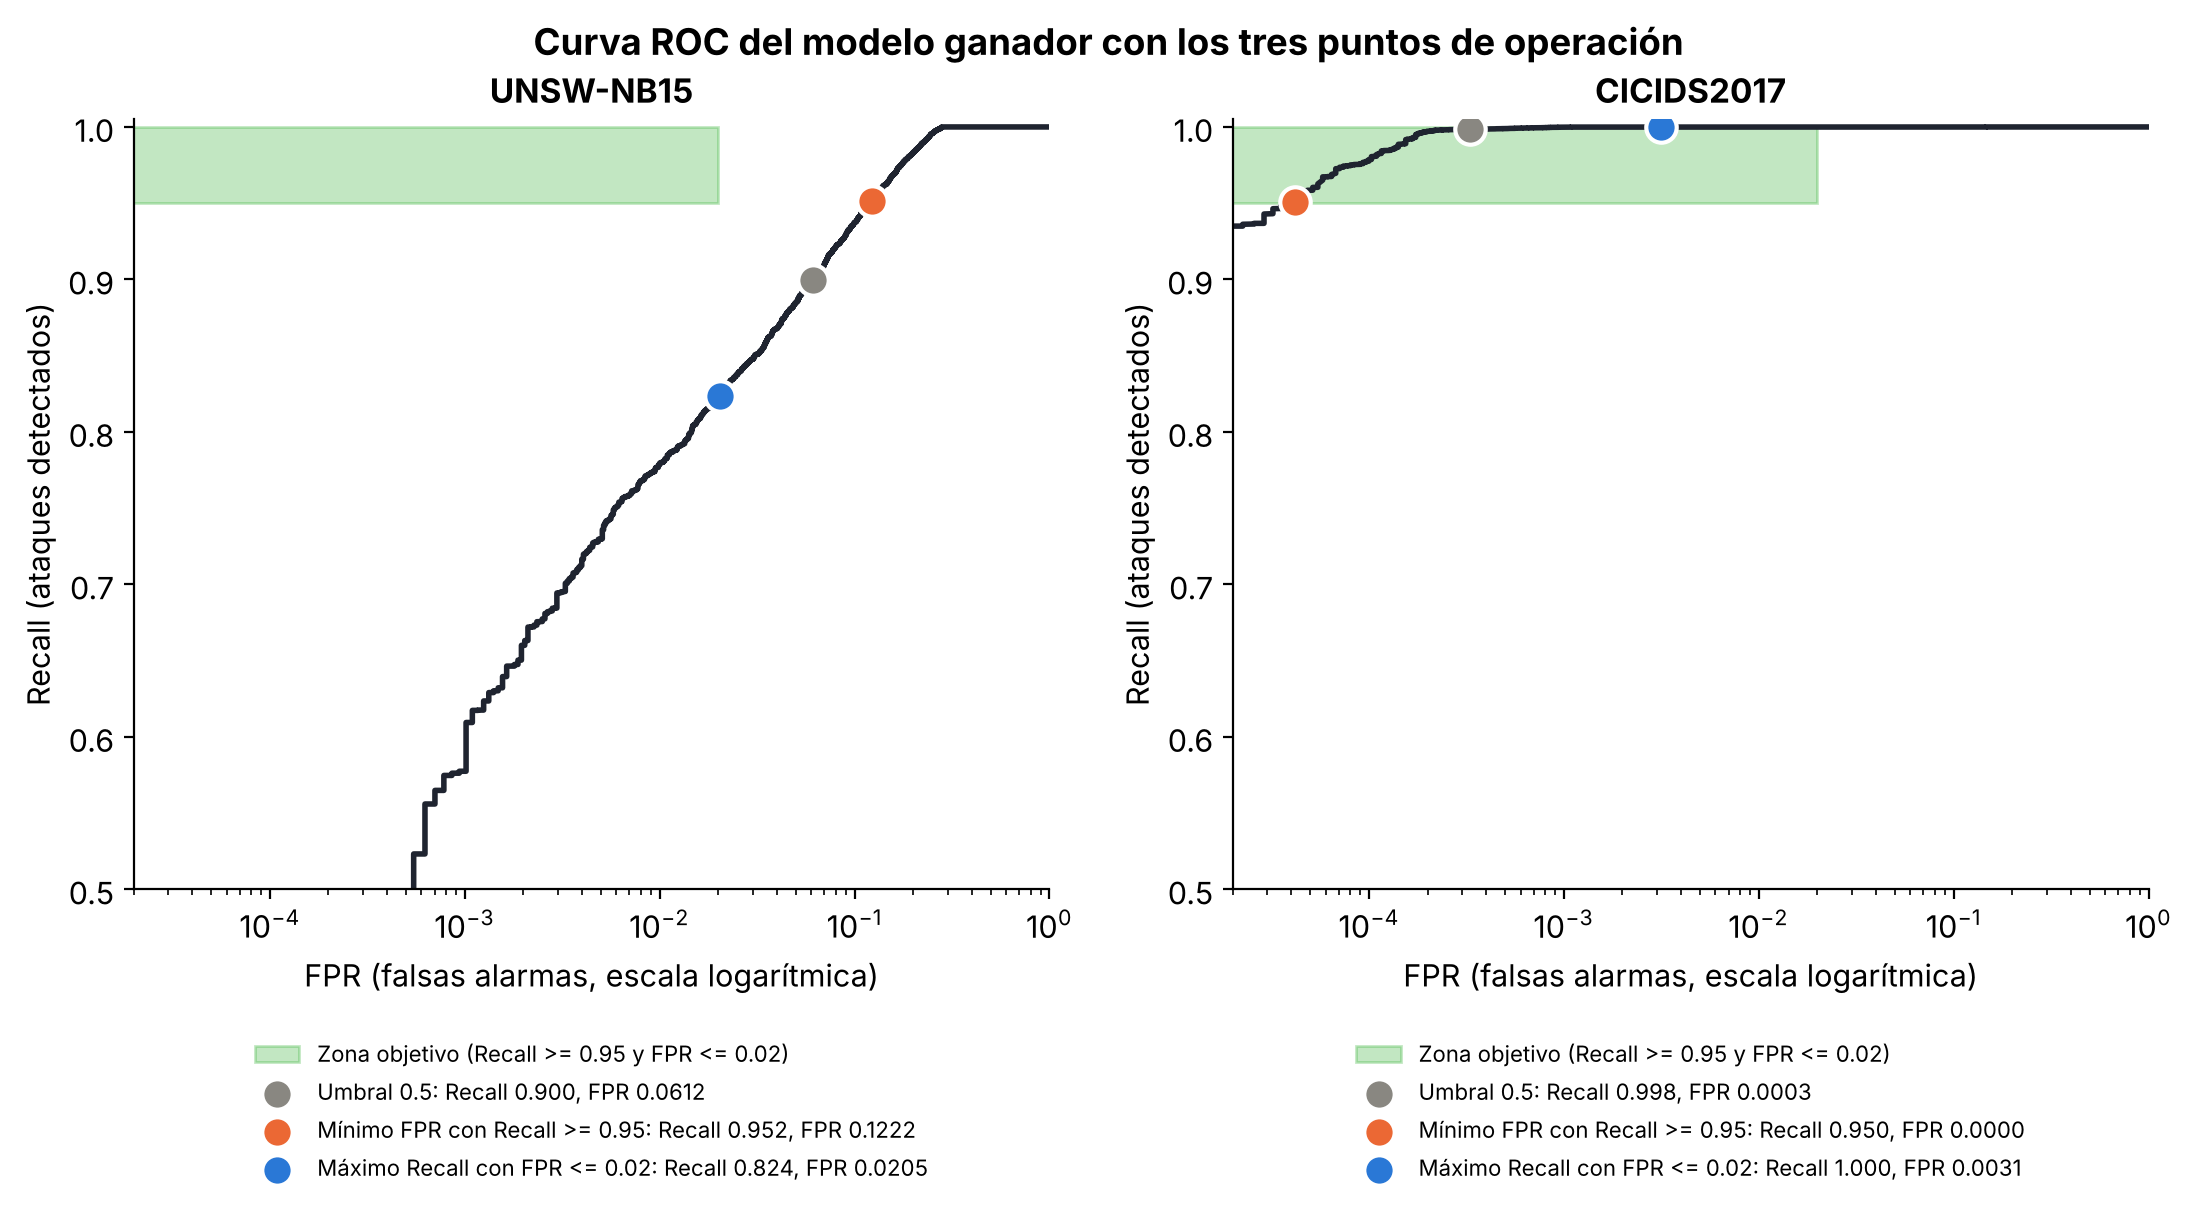 Curva ROC del modelo ganador con los tres puntos de operación
UNSW-NB15
1.0
0.9
0.8
0.7
0.6
0.5
Recall (ataques detectados)
10⁻⁴
10⁻³
10⁻²
10⁻¹
10⁰
FPR (falsas alarmas, escala logarítmica)
Zona objetivo (Recall >= 0.95 y FPR <= 0.02)
Umbral 0.5: Recall 0.900, FPR 0.0612
Mínimo FPR con Recall >= 0.95: Recall 0.952, FPR 0.1222
Máximo Recall con FPR <= 0.02: Recall 0.824, FPR 0.0205
CICIDS2017
1.0
0.9
0.8
0.7
0.6
0.5
Recall (ataques detectados)
10⁻⁴
10⁻³
10⁻²
10⁻¹
10⁰
FPR (falsas alarmas, escala logarítmica)
Zona objetivo (Recall >= 0.95 y FPR <= 0.02)
Umbral 0.5: Recall 0.998, FPR 0.0003
Mínimo FPR con Recall >= 0.95: Recall 0.950, FPR 0.0000
Máximo Recall con FPR <= 0.02: Recall 1.000, FPR 0.0031